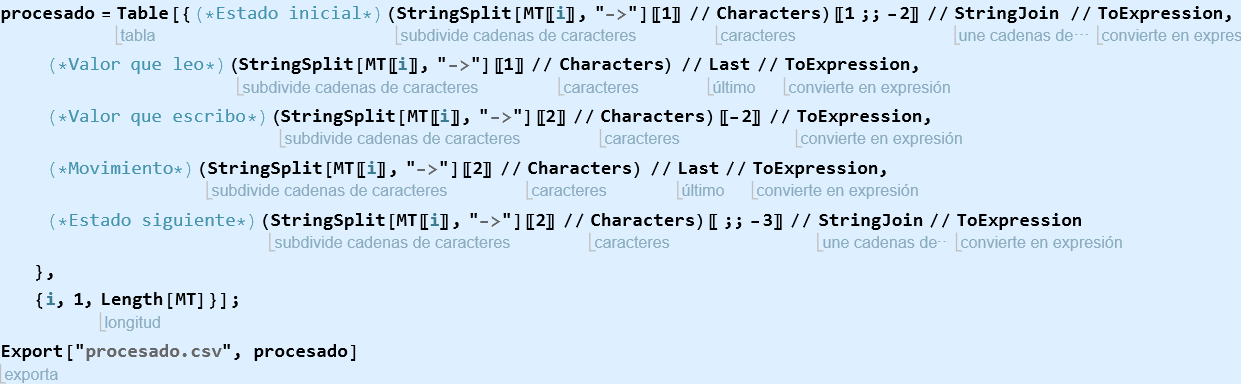 procesado = Table[{(*Estado inicial*)(StringSplit[MT〚i〛, "->"]〚1〛 // Characters)〚1 ;; -2〛 // StringJoin // ToExpression,
tabla subdivide cadenas de caracteres caracteres une cadenas de⋯ convierte en expres
(*Valor que leo*)(StringSplit[MT〚i〛, "->"]〚1〛 // Characters) // Last // ToExpression,
subdivide cadenas de caracteres caracteres último convierte en expresión
(*Valor que escribo*)(StringSplit[MT〚i〛, "->"]〚2〛 // Characters)〚-2〛 // ToExpression,
subdivide cadenas de caracteres caracteres convierte en expresión
(*Movimiento*)(StringSplit[MT〚i〛, "->"]〚2〛 // Characters) // Last // ToExpression,
subdivide cadenas de caracteres caracteres último convierte en expresión
(*Estado siguiente*)(StringSplit[MT〚i〛, "->"]〚2〛 // Characters)〚 ;; -3〛 // StringJoin // ToExpression
subdivide cadenas de caracteres caracteres une cadenas de⋯ convierte en expresión
},
{i, 1, Length[MT]}];
longitud
Export["procesado.csv", procesado]
exporta